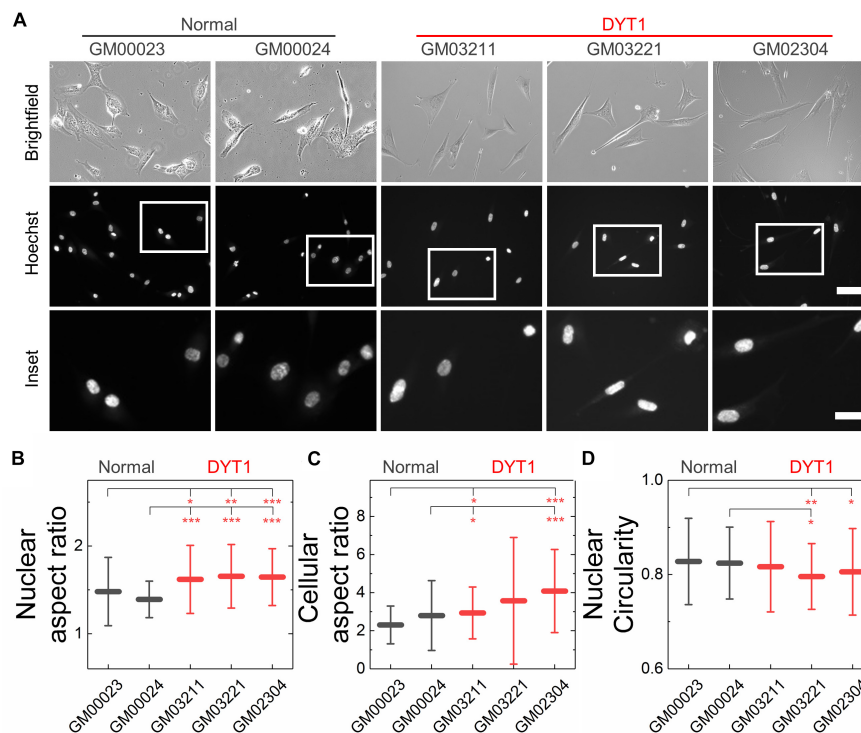 A
Normal
DYT1
GM00023
GM00024
GM03211
GM03221
GM02304
Brightfield
Hoechst
Inset
B
Normal
DYT1
* ** ***
*** *** ***
2
1
Nuclear
aspect ratio
GM00023
GM00024
GM03211
GM03221
GM02304
C
Normal
DYT1
* ***
* ***
8
6
4
2
0
Cellular
aspect ratio
GM00023
GM00024
GM03211
GM03221
GM02304
D
Normal
DYT1
** *
*
1.0
0.8
0.6
Nuclear
Circularity
GM00023
GM00024
GM03211
GM03221
GM02304